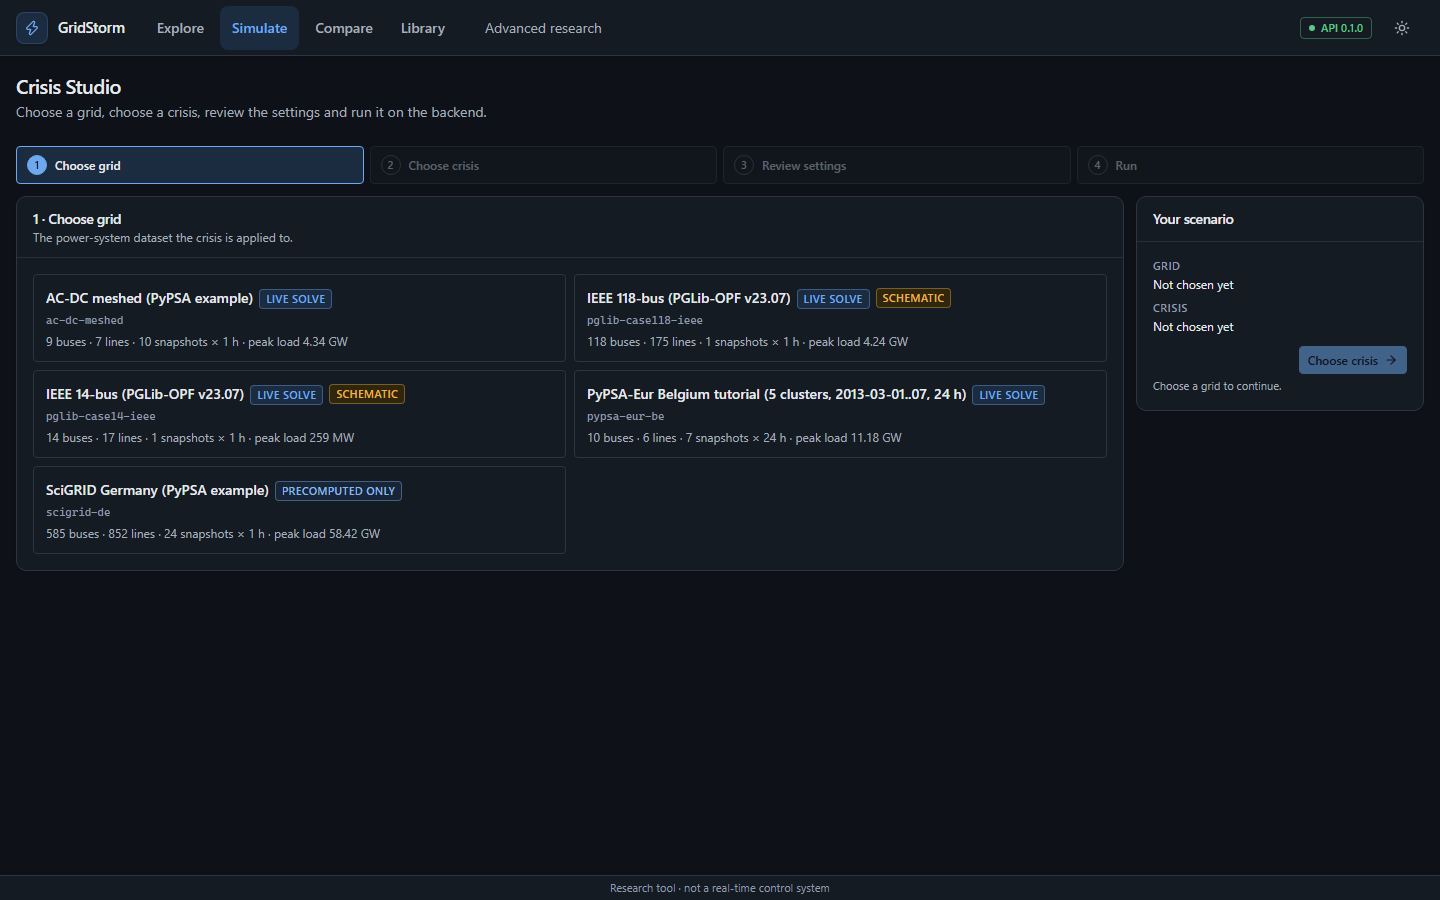 GridStorm Explore Simulate Compare Library Advanced research API 0.1.0
Crisis Studio
Choose a grid, choose a crisis, review the settings and run it on the backend.
1 Choose grid 2 Choose crisis 3 Review settings 4 Run
1 · Choose grid
The power-system dataset the crisis is applied to.
AC-DC meshed (PyPSA example) LIVE SOLVE
ac-dc-meshed
9 buses · 7 lines · 10 snapshots × 1 h · peak load 4.34 GW
IEEE 118-bus (PGLib-OPF v23.07) LIVE SOLVE SCHEMATIC
pglib-case118-ieee
118 buses · 175 lines · 1 snapshots × 1 h · peak load 4.24 GW
IEEE 14-bus (PGLib-OPF v23.07) LIVE SOLVE SCHEMATIC
pglib-case14-ieee
14 buses · 17 lines · 1 snapshots × 1 h · peak load 259 MW
PyPSA-Eur Belgium tutorial (5 clusters, 2013-03-01..07, 24 h) LIVE SOLVE
pypsa-eur-be
10 buses · 6 lines · 7 snapshots × 24 h · peak load 11.18 GW
SciGRID Germany (PyPSA example) PRECOMPUTED ONLY
scigrid-de
585 buses · 852 lines · 24 snapshots × 1 h · peak load 58.42 GW
Your scenario
GRID
Not chosen yet
CRISIS
Not chosen yet
Choose crisis →
Choose a grid to continue.
Research tool · not a real-time control system